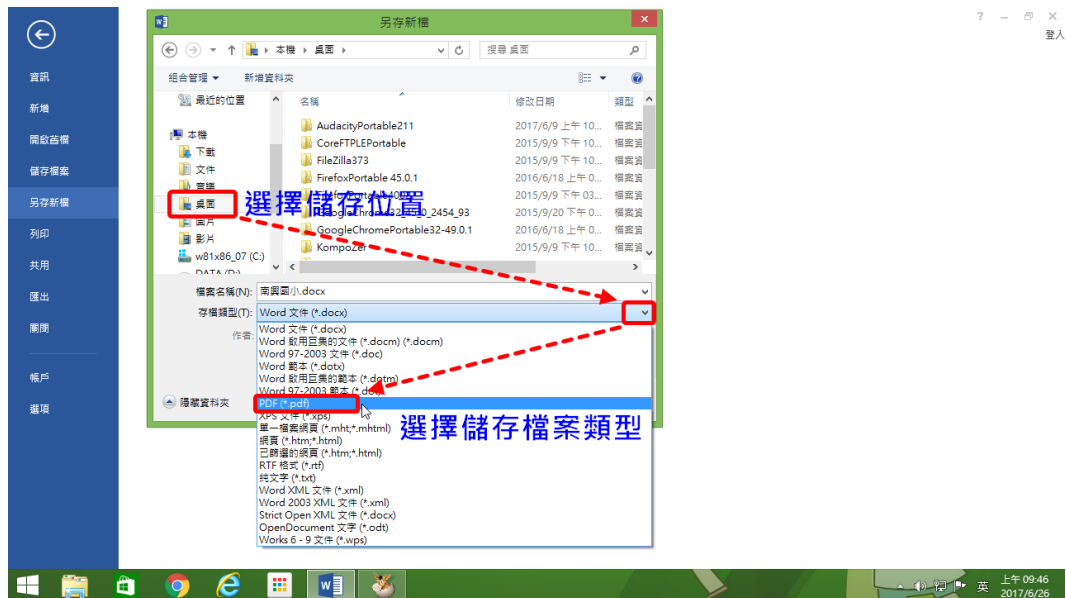 另存新檔
登入
資訊
新增
開啟舊檔
儲存檔案
另存新檔
列印
共用
匯出
關閉
帳戶
選項
本機 桌面
搜尋 桌面
組合管理 新增資料夾
最近的位置
本機
下載
文件
音樂
桌面
圖片
影片
w81x86_07 (C:)
DATA (D:)
名稱 修改日期 類型
AudacityPortable211 2017/6/9 上午 10... 檔案資
CoreFTPLEPortable 2015/9/9 下午 10... 檔案資
FileZilla373 2015/9/9 下午 10... 檔案資
FirefoxPortable 45.0.1 2016/6/18 上午 0... 檔案資
2015/9/9 下午 03... 檔案資
2015/9/20 下午 0... 檔案資
GoogleChromePortable32-49.0.1 2016/6/18 上午 0... 檔案資
KompoZer 2015/9/9 下午 10... 檔案資
選擇儲存位置
檔案名稱(N): 南興國小.docx
存檔類型(T): Word 文件 (*.docx)
作者:
Word 文件 (*.docx)
Word 啟用巨集的文件 (*.docm) (*.docm)
Word 97-2003 文件 (*.doc)
Word 範本 (*.dotx)
Word 啟用巨集的範本 (*.dotm)
Word 97-2003 範本 (*.dot)
PDF (*.pdf)
XPS 文件 (*.xps)
單一檔案網頁 (*.mht;*.mhtml)
網頁 (*.htm;*.html)
已篩選的網頁 (*.htm;*.html)
RTF 格式 (*.rtf)
純文字 (*.txt)
Word XML 文件 (*.xml)
Word 2003 XML 文件 (*.xml)
Strict Open XML 文件 (*.docx)
OpenDocument 文字 (*.odt)
Works 6 - 9 文件 (*.wps)
隱藏資料夾
選擇儲存檔案類型
英
上午 09:46
2017/6/26